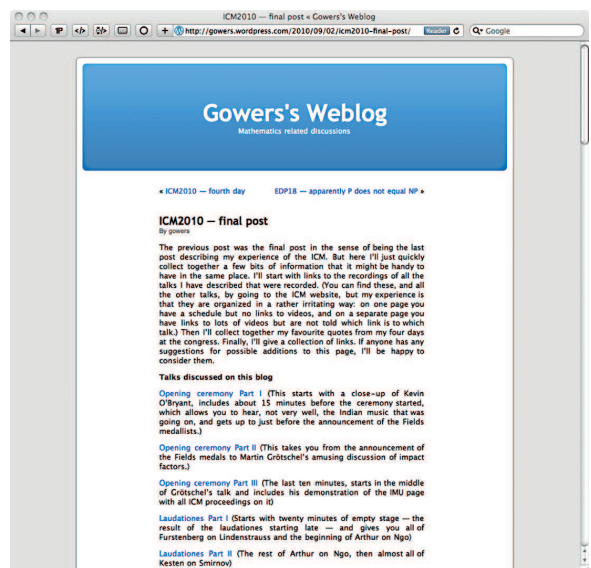 ICM2010 — final post « Gowers's Weblog
1P </> + http://gowers.wordpress.com/2010/09/02/icm2010-final-post/ Reader Google
Gowers's Weblog
Mathematics related discussions
« ICM2010 — fourth day EDP18 — apparently P does not equal NP »
ICM2010 — final post
By gowers
The previous post was the final post in the sense of being the last
post describing my experience of the ICM. But here I'll just quickly
collect together a few bits of information that it might be handy to
have in the same place. I'll start with links to the recordings of all the
talks I have described that were recorded. (You can find these, and all
the other talks, by going to the ICM website, but my experience is
that they are organized in a rather irritating way: on one page you
have a schedule but no links to videos, and on a separate page you
have links to lots of videos but are not told which link is to which
talk.) Then I'll collect together my favourite quotes from my four days
at the congress. Finally, I'll give a collection of links. If anyone has any
suggestions for possible additions to this page, I'll be happy to
consider them.
Talks discussed on this blog
Opening ceremony Part I (This starts with a close-up of Kevin
O'Bryant, includes about 15 minutes before the ceremony started,
which allows you to hear, not very well, the Indian music that was
going on, and gets up to just before the announcement of the Fields
medallists.)
Opening ceremony Part II (This takes you from the announcement of
the Fields medals to Martin Grötschel's amusing discussion of impact
factors.)
Opening ceremony Part III (The last ten minutes, starts in the middle
of Grötschel's talk and includes his demonstration of the IMU page
with all ICM proceedings on it)
Laudationes Part I (Starts with twenty minutes of empty stage — the
result of the laudationes starting late — and gives you all of
Furstenberg on Lindenstrauss and the beginning of Arthur on Ngo)
Laudationes Part II (The rest of Arthur on Ngo, then almost all of
Kesten on Smirnov)